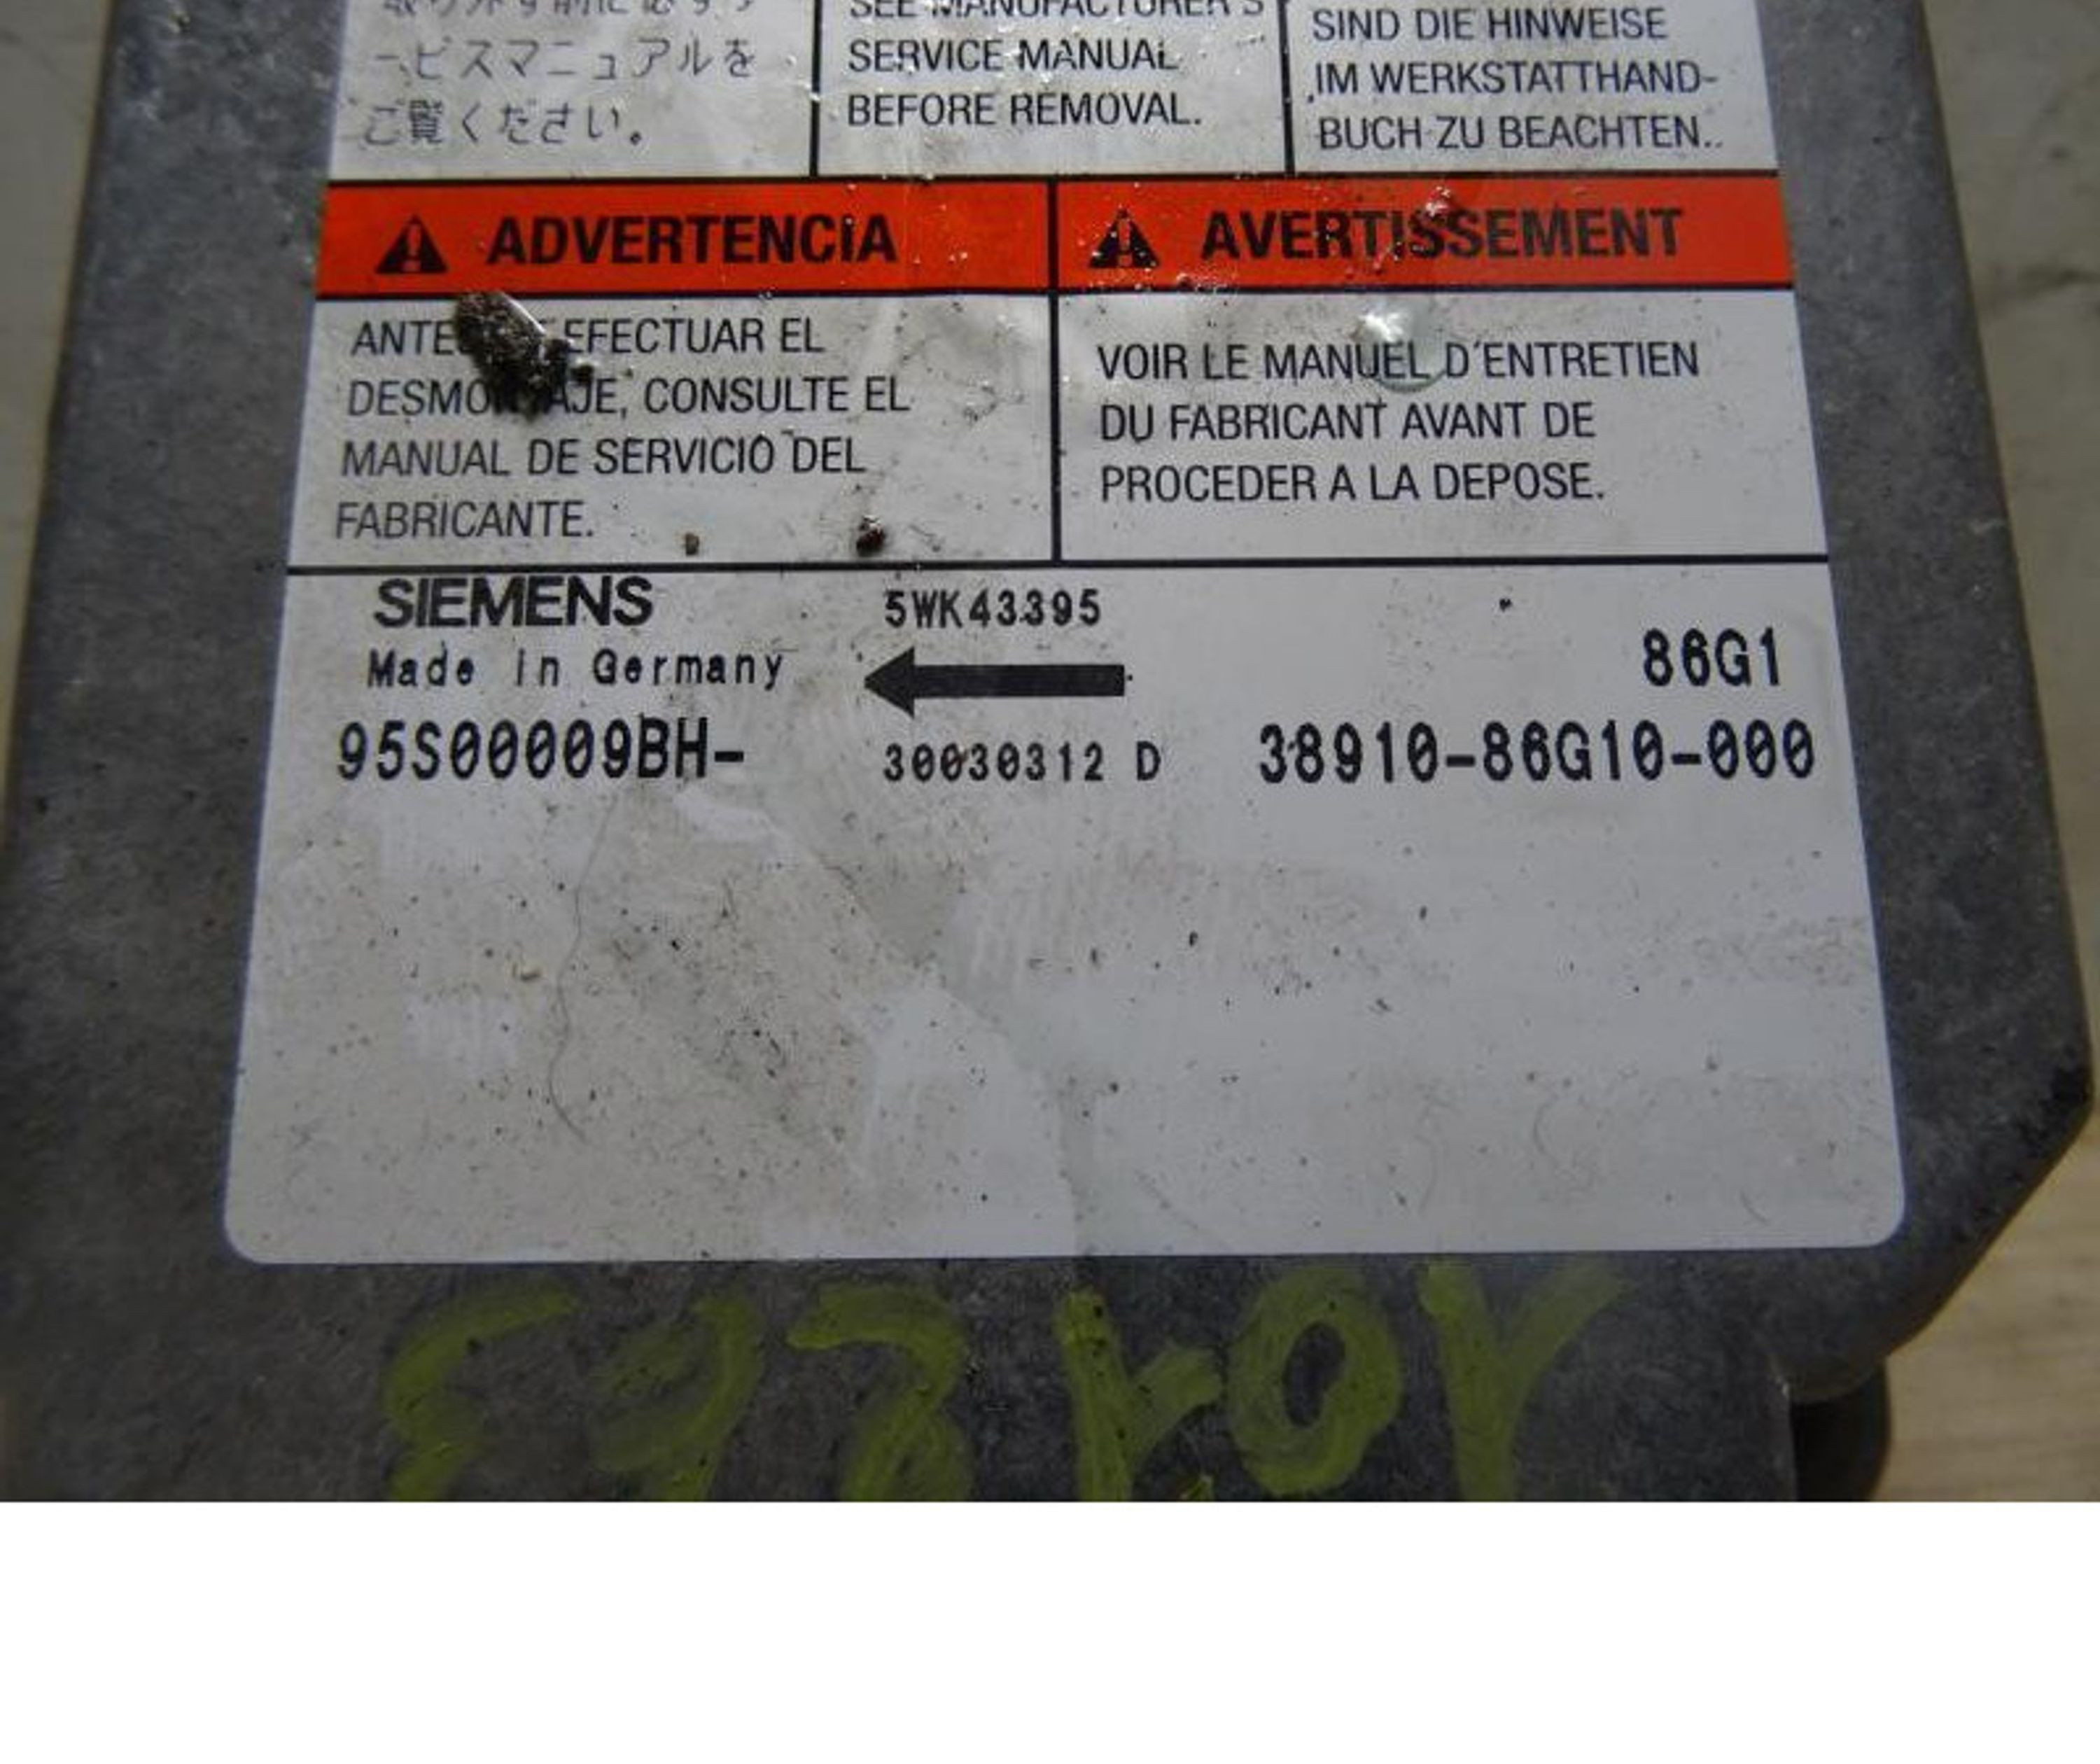 ービスマニュアルを
ご覧ください。
SEE MANUFACTURER'S
SERVICE MANUAL
BEFORE REMOVAL.
SIND DIE HINWEISE
IM WERKSTATTHAND-
BUCH ZU BEACHTEN.
ADVERTENCIA
EFECTUAR EL
CONSULTE EL
MANUAL DE SERVICIO DEL
FABRICANTE.
AVERTISSEMENT
VOIR LE MANUEL D'ENTRETIEN
DU FABRICANT AVANT DE
PROCEDER A LA DEPOSE.
SIEMENS
Made in Germany
95S00009BH-
5WK43395
30030312 D
86G1
38910-86G10-000